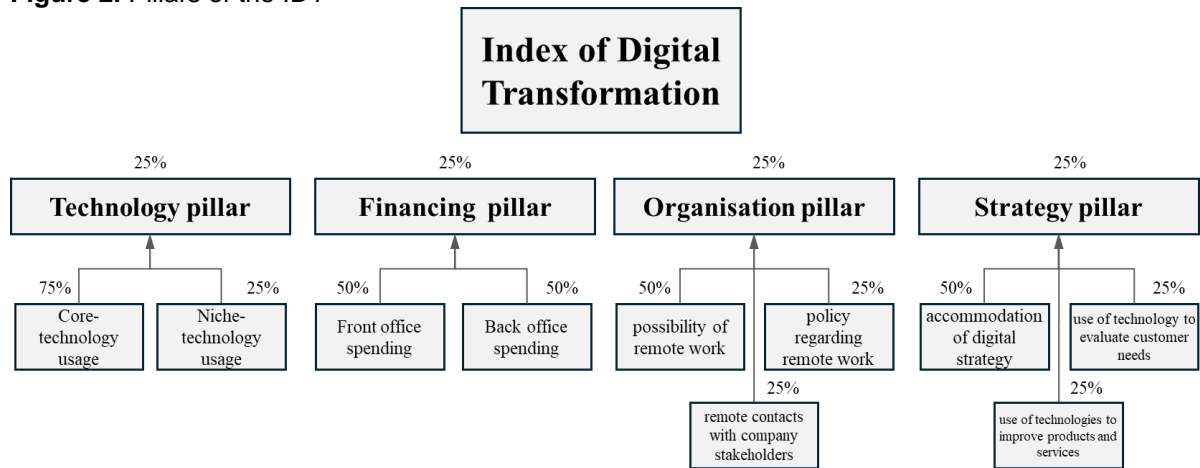 Figure 2. Pillars of the IDT
Index of Digital
Transformation
25%
25%
25%
25%
Technology pillar
Financing pillar
Organisation pillar
Strategy pillar
75%
25%
50%
50%
50%
25%
50%
25%
Core-
technology
usage
Niche-
technology
usage
Front office
spending
Back office
spending
possibility of
remote work
policy
regarding
remote work
accommodation
of digital
strategy
use of technology to
evaluate customer
needs
25%
25%
remote contacts
with company
stakeholders
use of technologies to
improve products and
services